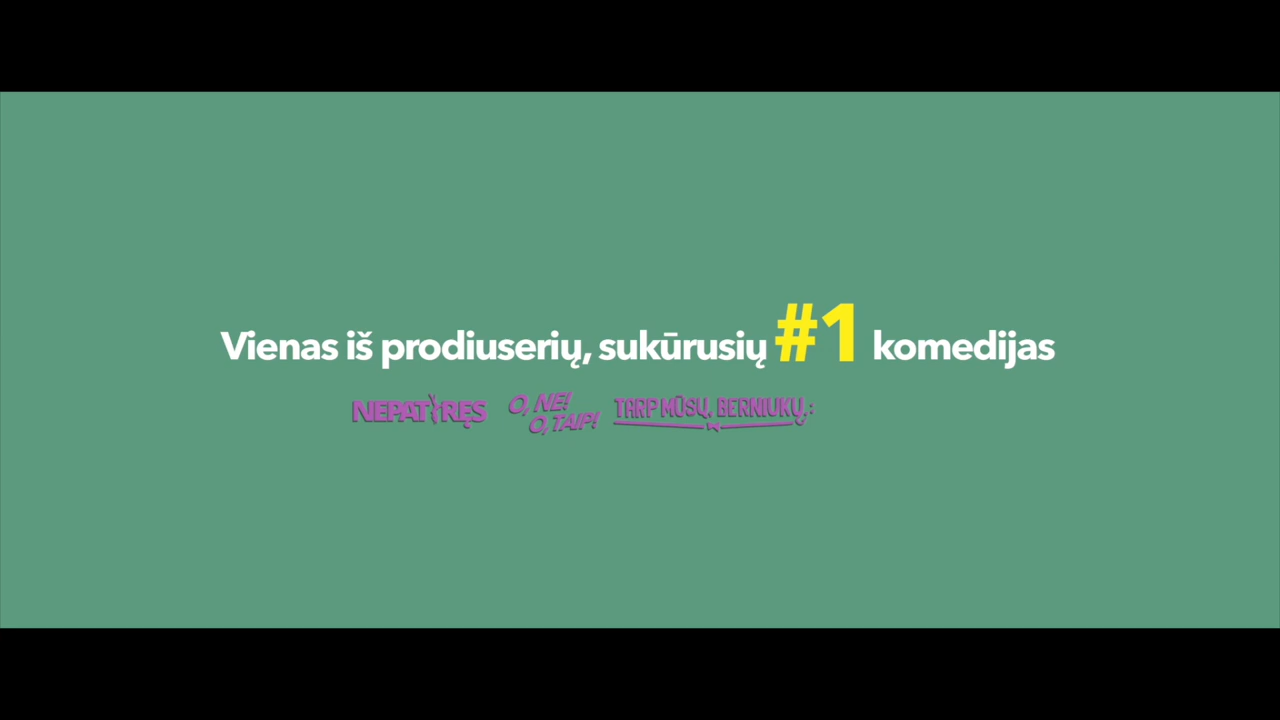 Vienas iš prodiuserių, sukūrusių #1 komedijas
NEPATYRĘS
O, NE!
O, TAIP!
TARP MŪSŲ, BERNIUKŲ.: